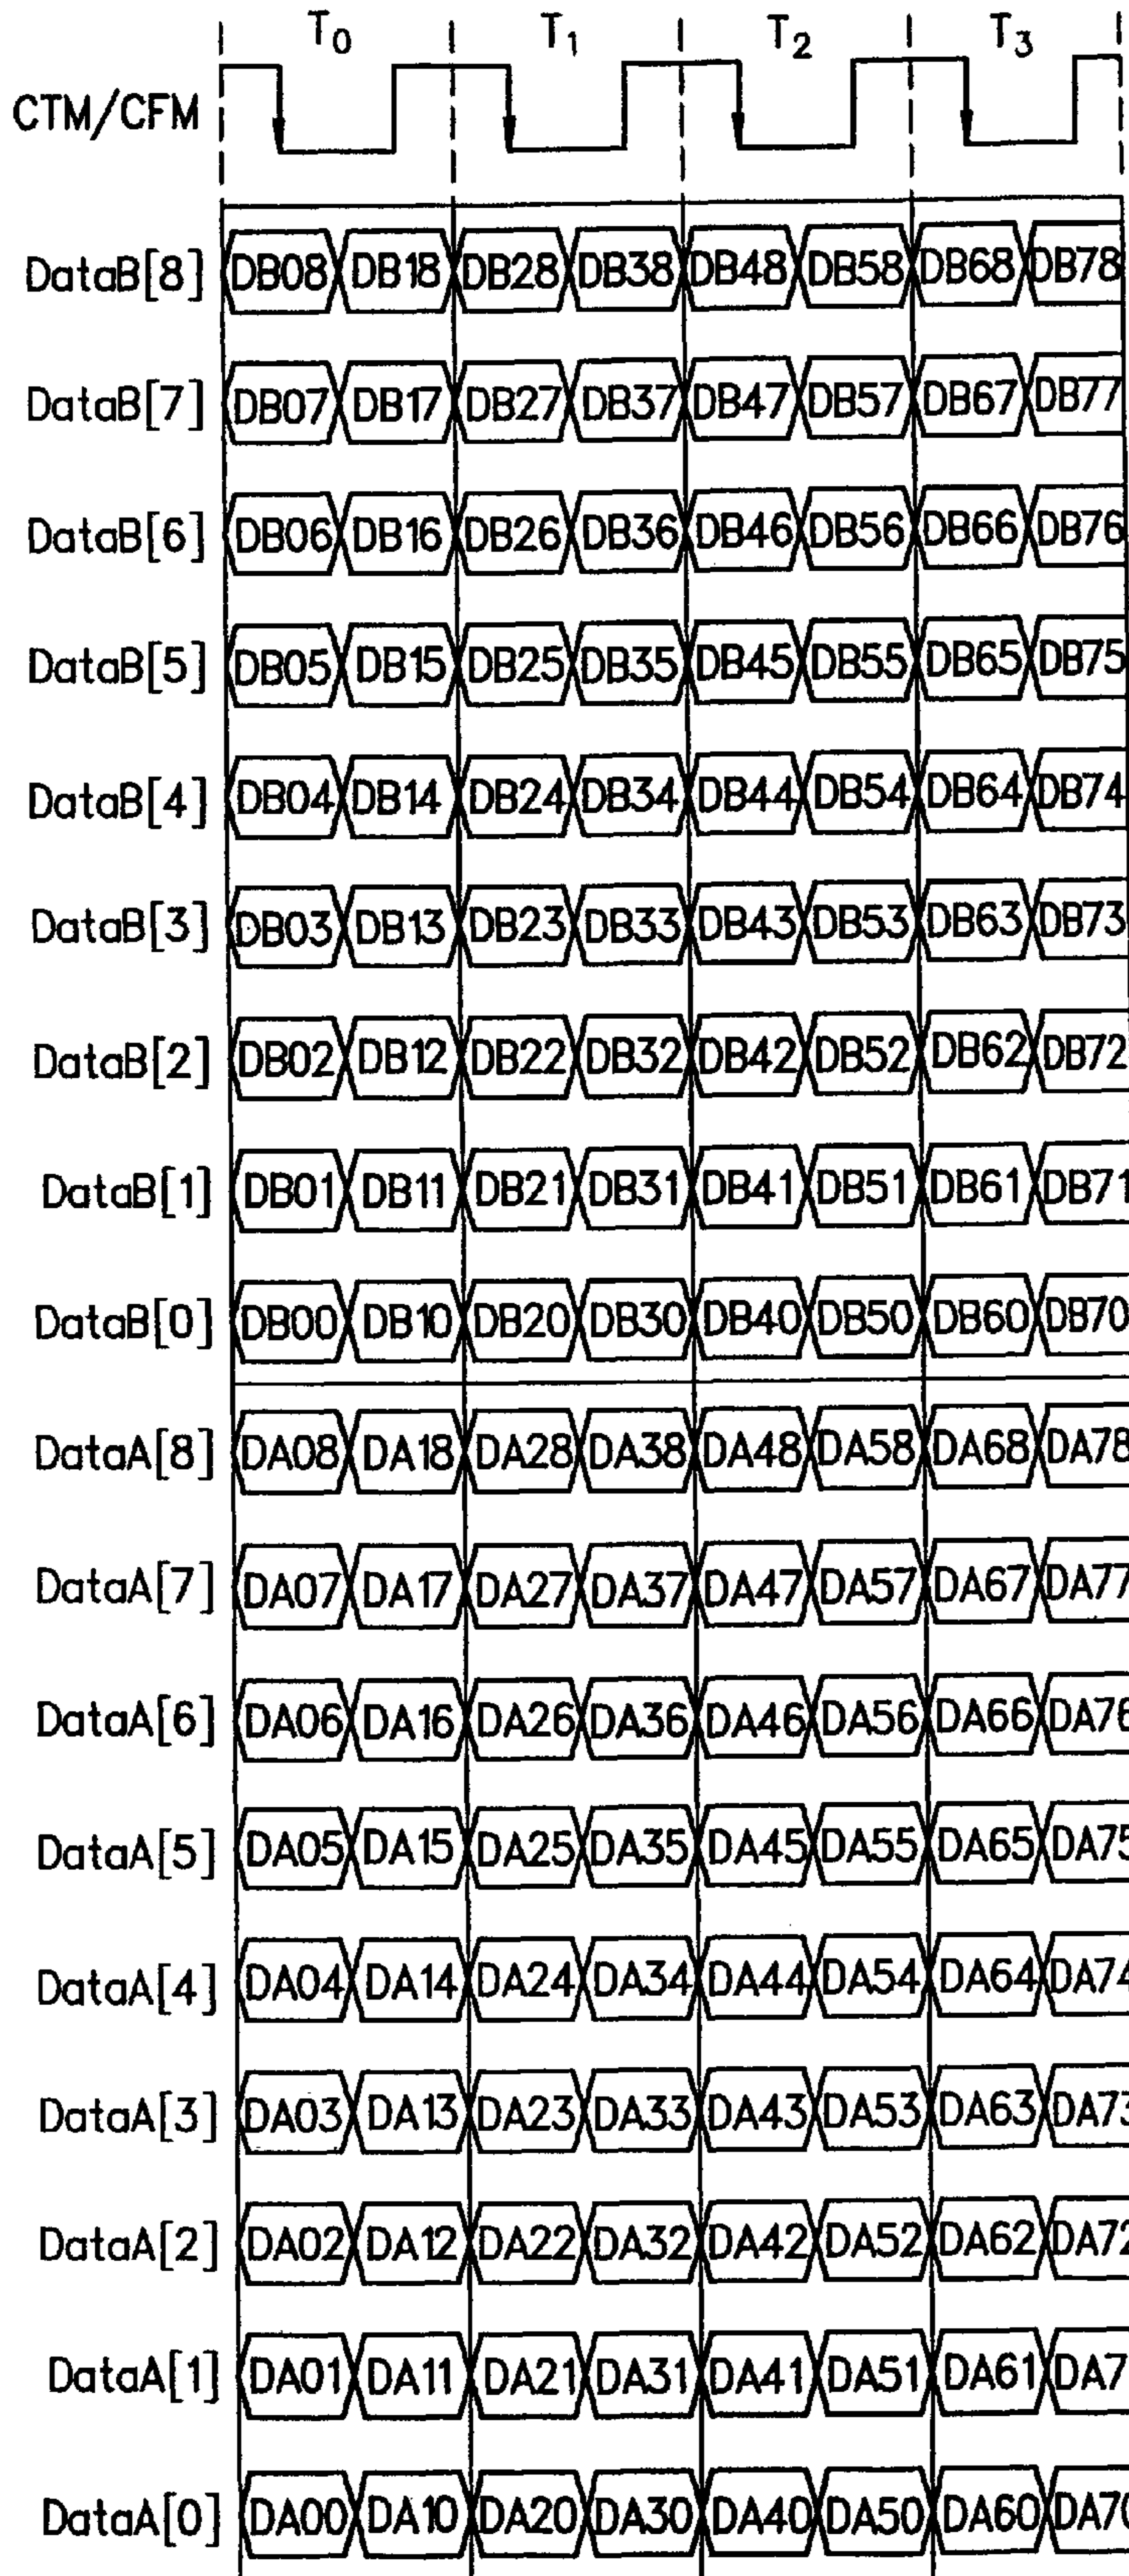 T0 T1 T2 T3
CTM/CFM
DataB[8] DB08 DB18 DB28 DB38 DB48 DB58 DB68 DB78
DataB[7] DB07 DB17 DB27 DB37 DB47 DB57 DB67 DB77
DataB[6] DB06 DB16 DB26 DB36 DB46 DB56 DB66 DB76
DataB[5] DB05 DB15 DB25 DB35 DB45 DB55 DB65 DB75
DataB[4] DB04 DB14 DB24 DB34 DB44 DB54 DB64 DB74
DataB[3] DB03 DB13 DB23 DB33 DB43 DB53 DB63 DB73
DataB[2] DB02 DB12 DB22 DB32 DB42 DB52 DB62 DB72
DataB[1] DB01 DB11 DB21 DB31 DB41 DB51 DB61 DB71
DataB[0] DB00 DB10 DB20 DB30 DB40 DB50 DB60 DB70
DataA[8] DA08 DA18 DA28 DA38 DA48 DA58 DA68 DA78
DataA[7] DA07 DA17 DA27 DA37 DA47 DA57 DA67 DA77
DataA[6] DA06 DA16 DA26 DA36 DA46 DA56 DA66 DA76
DataA[5] DA05 DA15 DA25 DA35 DA45 DA55 DA65 DA75
DataA[4] DA04 DA14 DA24 DA34 DA44 DA54 DA64 DA74
DataA[3] DA03 DA13 DA23 DA33 DA43 DA53 DA63 DA73
DataA[2] DA02 DA12 DA22 DA32 DA42 DA52 DA62 DA72
DataA[1] DA01 DA11 DA21 DA31 DA41 DA51 DA61 DA7
DataA[0] DA00 DA10 DA20 DA30 DA40 DA50 DA60 DA70